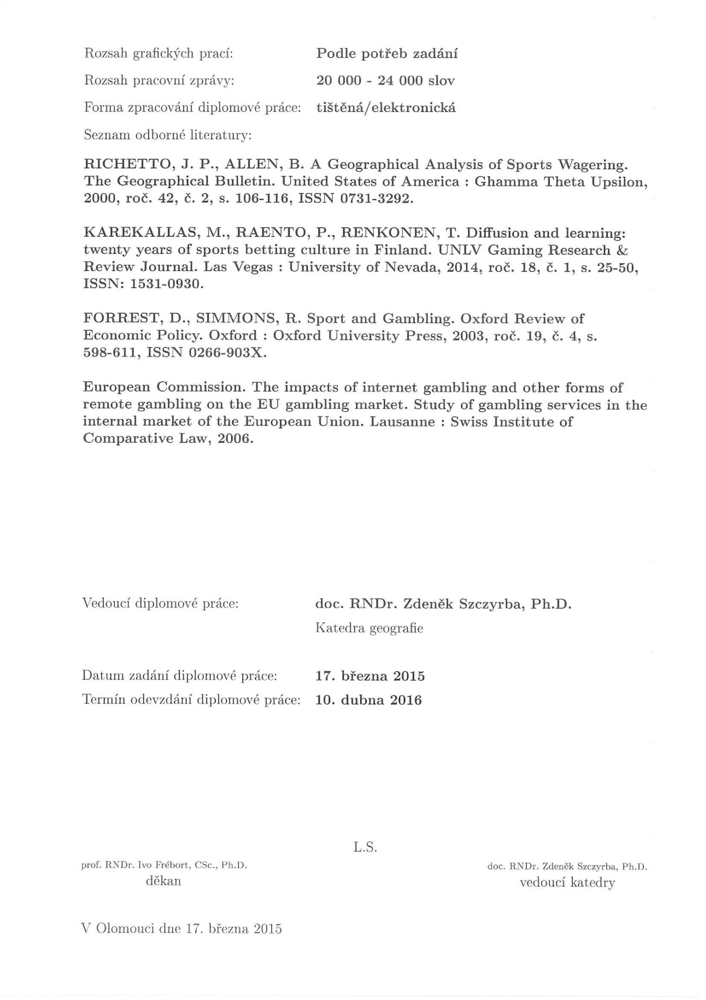 Rozsah grafických prací: Podle potřeb zadání
Rozsah pracovní zprávy: 20 000 - 24 000 slov
Forma zpracování diplomové práce: tištěná/elektronická
Seznam odborné literatury:
RICHETTO, J. P., ALLEN, B. A Geographical Analysis of Sports Wagering.
The Geographical Bulletin. United States of America : Ghamma Theta Upsilon,
2000, roč. 42, č. 2, s. 106-116, ISSN 0731-3292.
KAREKALLAS, M., RAENTO, P., RENKONEN, T. Diffusion and learning:
twenty years of sports betting culture in Finland. UNLV Gaming Research &
Review Journal. Las Vegas : University of Nevada, 2014, roč. 18, č. 1, s. 25-50,
ISSN: 1531-0930.
FORREST, D., SIMMONS, R. Sport and Gambling. Oxford Review of
Economic Policy. Oxford : Oxford University Press, 2003, roč. 19, č. 4, s.
598-611, ISSN 0266-903X.
European Commission. The impacts of internet gambling and other forms of
remote gambling on the EU gambling market. Study of gambling services in the
internal market of the European Union. Lausanne : Swiss Institute of
Comparative Law, 2006.
Vedoucí diplomové práce: doc. RNDr. Zdeněk Szczyrba, Ph.D.
Katedra geografie
Datum zadání diplomové práce: 17. března 2015
Termín odevzdání diplomové práce: 10. dubna 2016
L.S.
prof. RNDr. Ivo Frébort, CSc., Ph.D. doc. RNDr. Zdeněk Szczyrba, Ph.D.
děkan vedoucí katedry
V Olomouci dne 17. března 2015